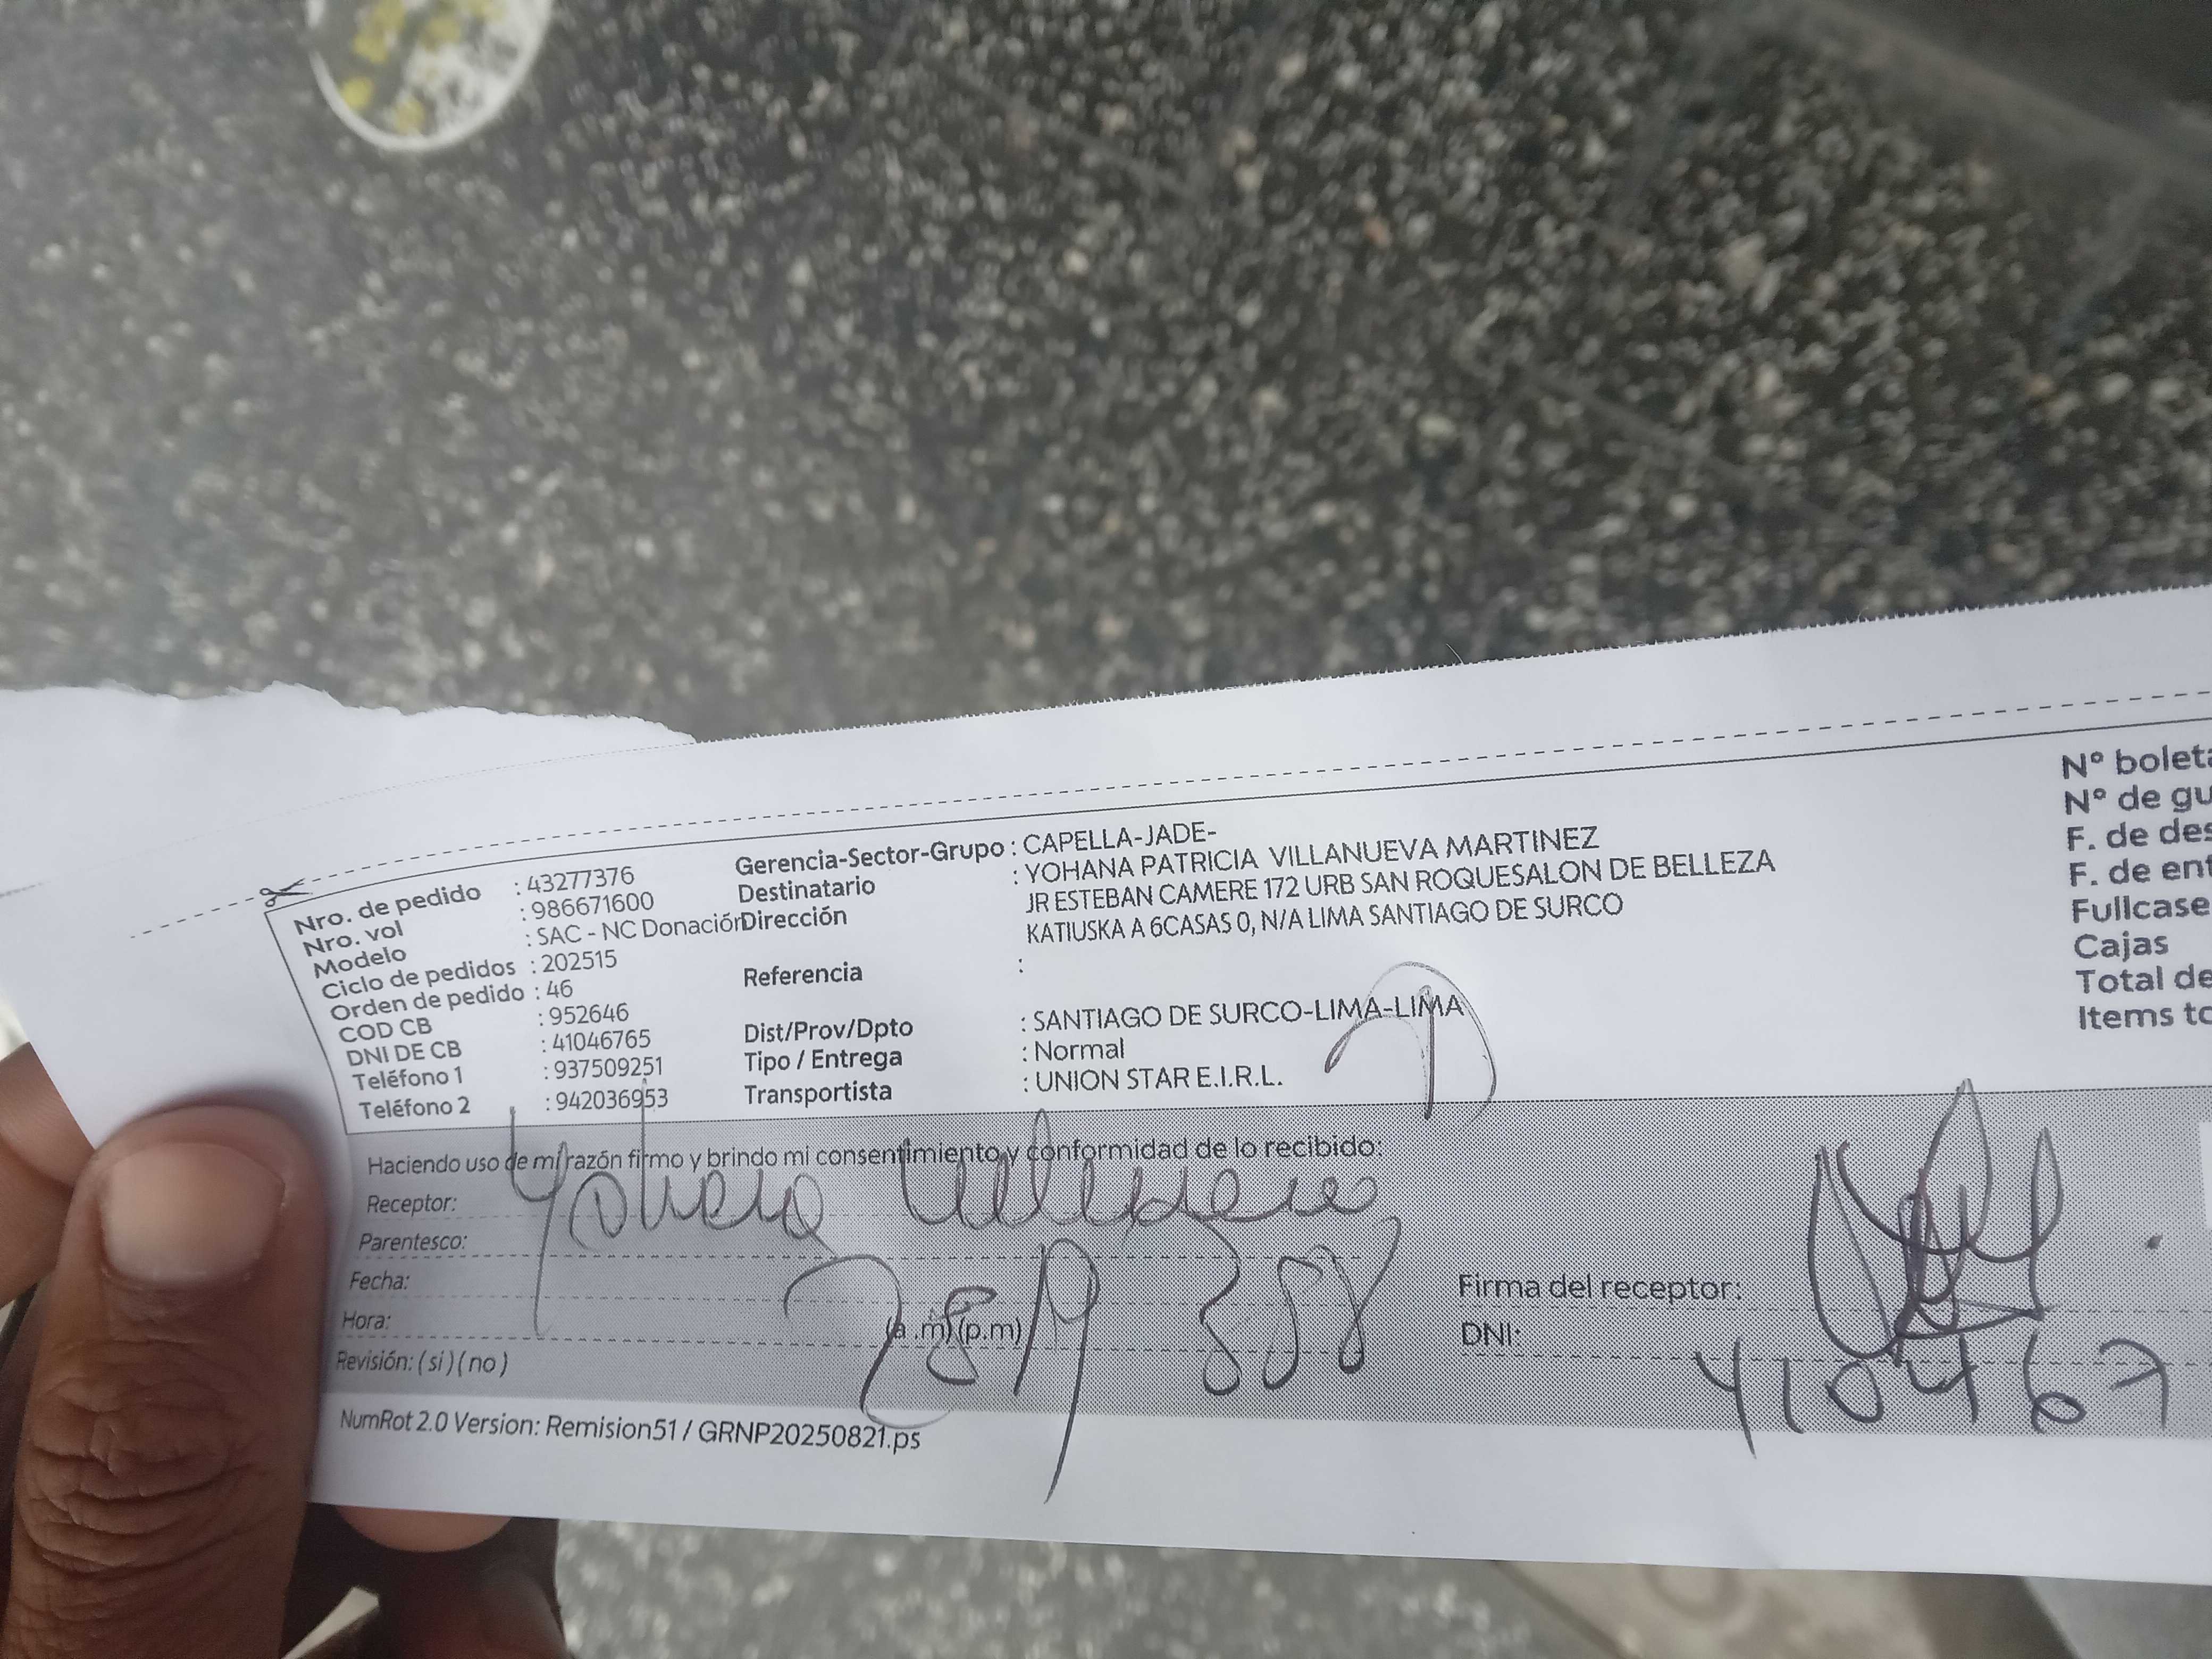 Nro. de pedido : 43277376
Nro. vol : 986671600
Modelo : SAC - NC Donación
Ciclo de pedidos : 202515
Orden de pedido : 46
COD CB : 952646
DNI DE CB : 41046765
Teléfono 1 : 937509251
Teléfono 2 : 942036953
Gerencia-Sector-Grupo : CAPELLA-JADE-
Destinatario : YOHANA PATRICIA VILLANUEVA MARTINEZ
Dirección JR ESTEBAN CAMERE 172 URB SAN ROQUESALON DE BELLEZA
KATIUSKA A 6CASAS 0, N/A LIMA SANTIAGO DE SURCO
Referencia :
Dist/Prov/Dpto : SANTIAGO DE SURCO-LIMA-LIMA
Tipo / Entrega : Normal
Transportista : UNION STAR E.I.R.L.
N° boleta
N° de gu
F. de des
F. de ent
Fullcase
Cajas
Total de
Items to
Haciendo uso de mi razón firmo y brindo mi consentimiento y conformidad de lo recibido:
Receptor:
Parentesco:
Fecha:
Hora: (a .m) (p.m)
Revisión: ( si ) ( no )
Firma del receptor:
DNI: 410467
NumRot 2.0 Version: Remision51 / GRNP20250821.ps